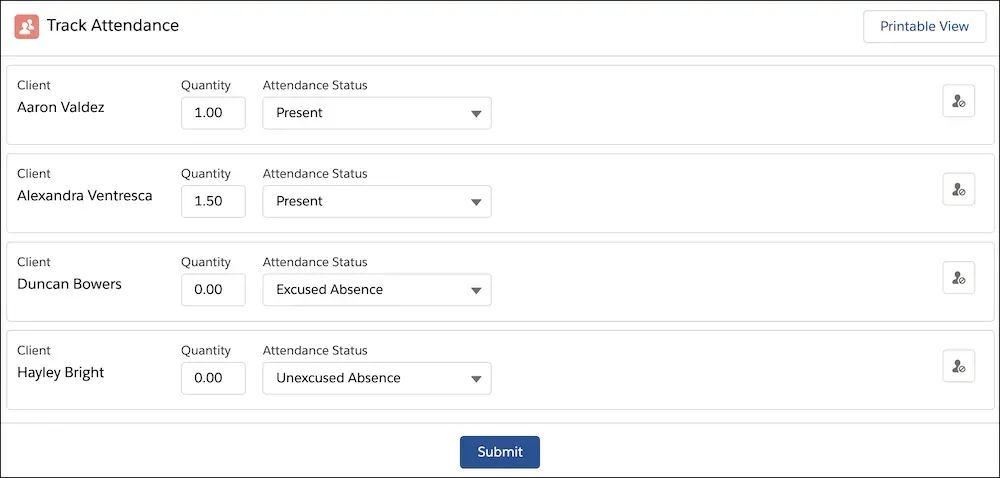 Track Attendance
Printable View
Client Quantity Attendance Status
Aaron Valdez 1.00 Present
Client Quantity Attendance Status
Alexandra Ventresca 1.50 Present
Client Quantity Attendance Status
Duncan Bowers 0.00 Excused Absence
Client Quantity Attendance Status
Hayley Bright 0.00 Unexcused Absence
Submit